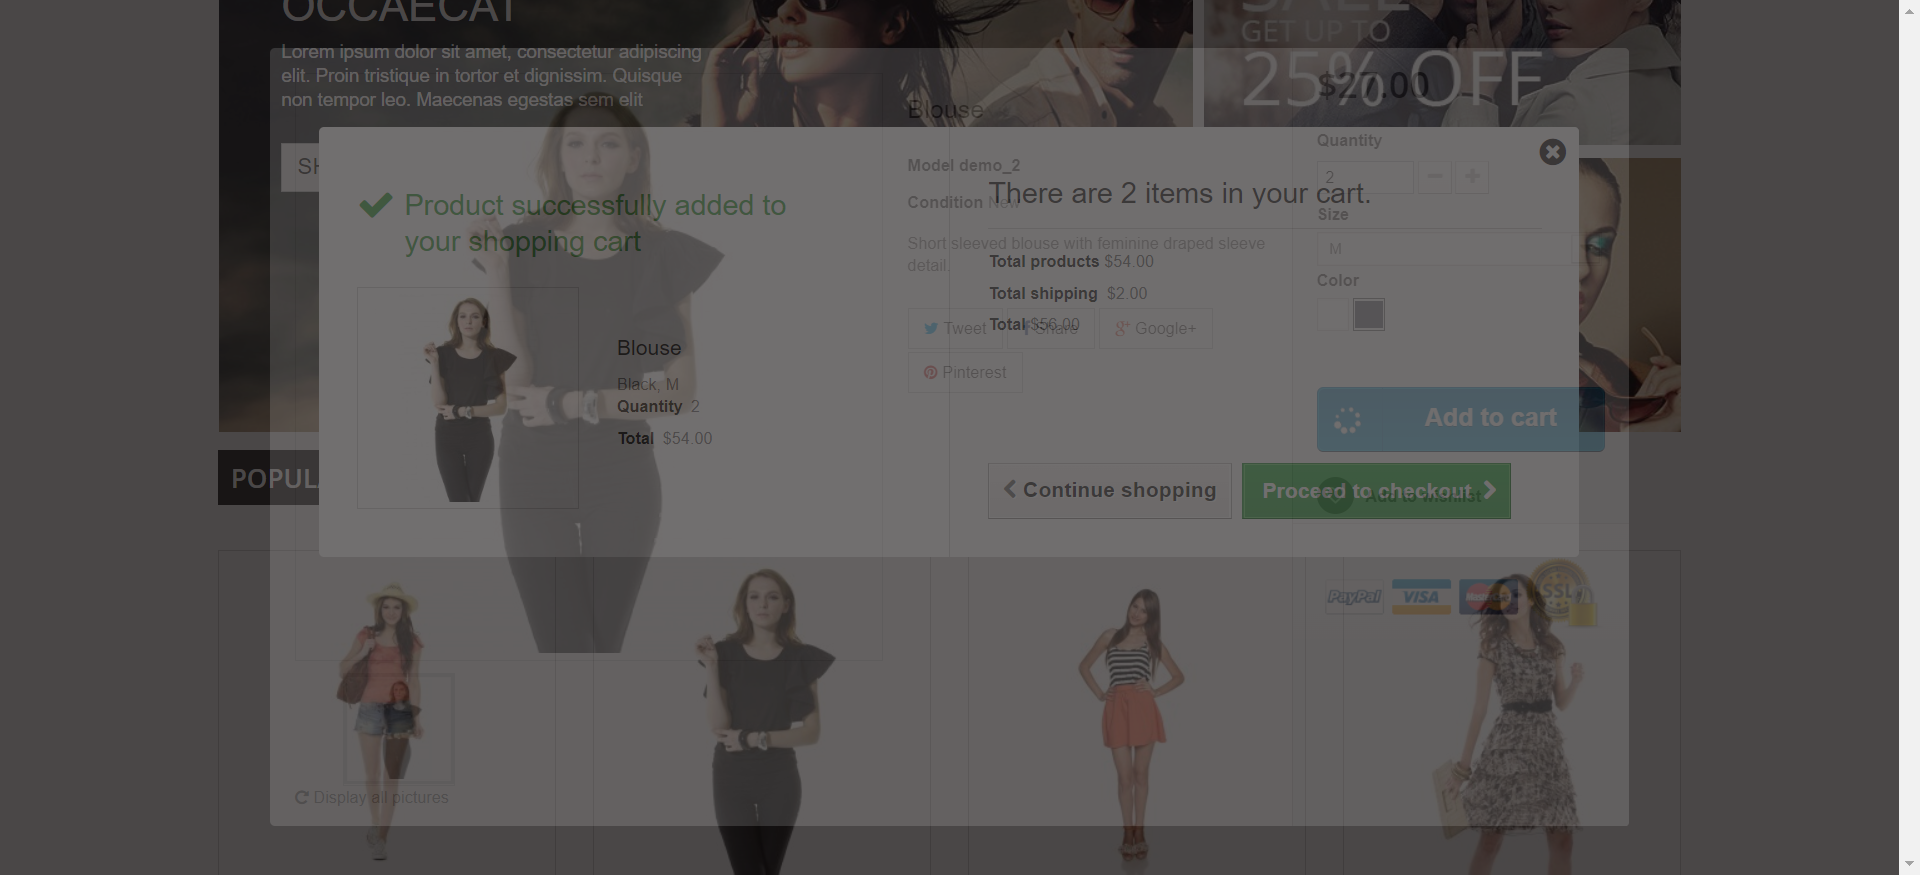 OCCAECAT
Lorem ipsum dolor sit amet, consectetur adipiscing
elit. Proin tristique in tortor et dignissim. Quisque
non tempor leo. Maecenas egestas sem elit
SH
SALE
GET UP TO
25% OFF
$27.00
Blouse
Model demo_2
Condition New
Short sleeved blouse with feminine draped sleeve
detail.
Tweet
Share
Google+
Pinterest
Quantity
2
Size
M
Color
Add to cart
Add to wishlist
Product successfully added to
your shopping cart
Blouse
Black, M
Quantity 2
Total $54.00
There are 2 items in your cart.
Total products $54.00
Total shipping $2.00
Total $56.00
Continue shopping
Proceed to checkout
POPUL
PayPal
VISA
MasterCard
SSL
Display all pictures